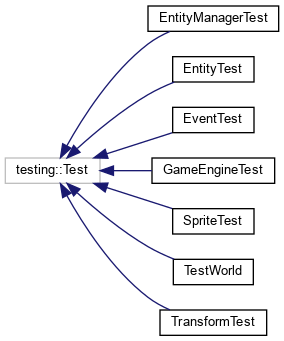 EntityManagerTest
EntityTest
EventTest
testing::Test
GameEngineTest
SpriteTest
TestWorld
TransformTest